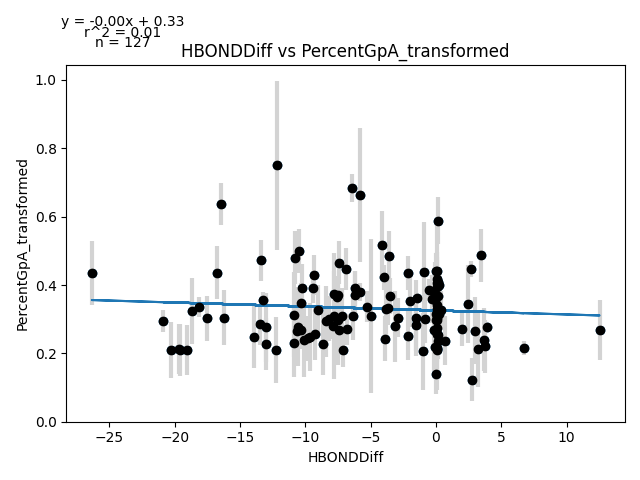 y = -0.00x + 0.33
r^2 = 0.01
n = 127
HBONDDiff vs PercentGpA_transformed
1.0
0.8
0.6
0.4
0.2
0.0
PercentGpA_transformed
−25
−20
−15
−10
−5
0
5
10
HBONDDiff